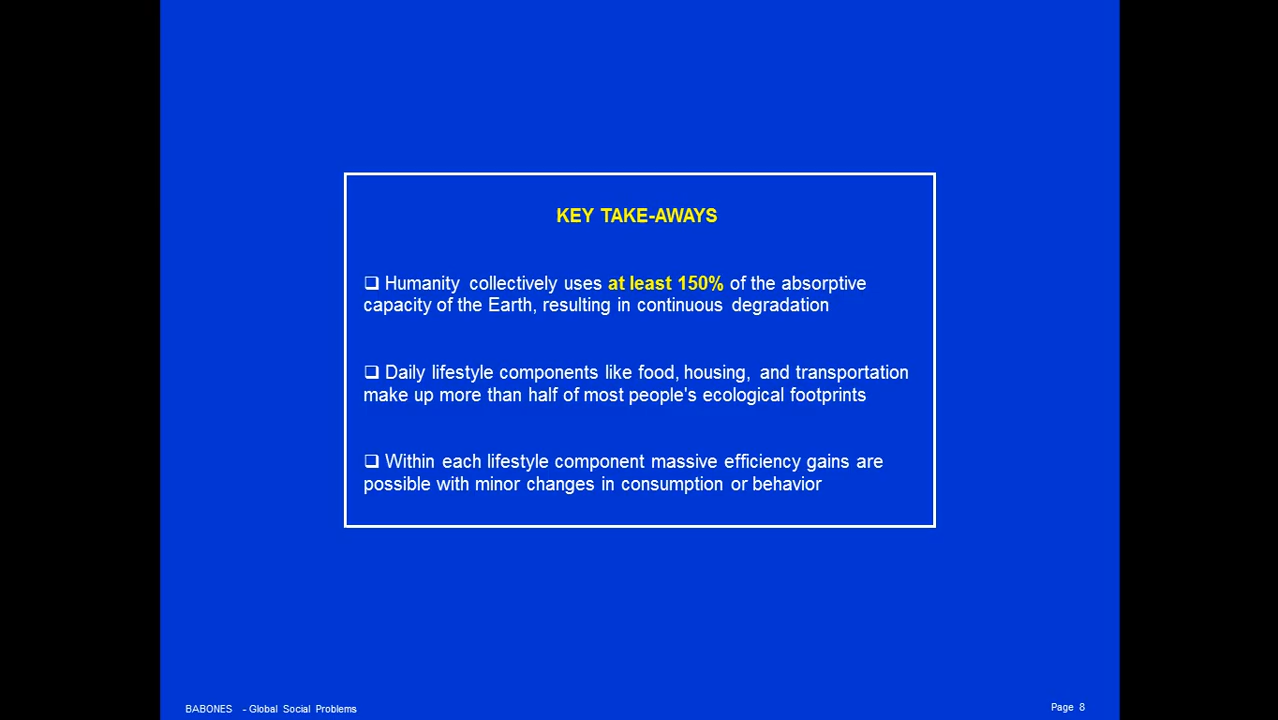 KEY TAKE-AWAYS
❑ Humanity collectively uses at least 150% of the absorptive
capacity of the Earth, resulting in continuous degradation
❑ Daily lifestyle components like food, housing, and transportation
make up more than half of most people's ecological footprints
❑ Within each lifestyle component massive efficiency gains are
possible with minor changes in consumption or behavior
BABONES - Global Social Problems
Page 8